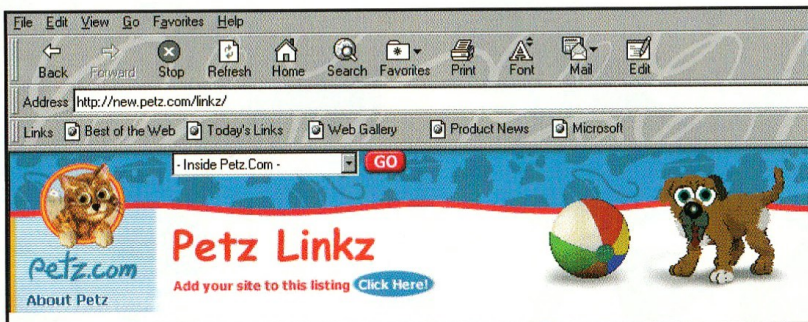 File Edit View Go Favorites Help
Back Forward Stop Refresh Home Search Favorites Print Font Mail Edit
Address http://new.petz.com/linkz/
Links Best of the Web Today's Links Web Gallery Product News Microsoft
- Inside Petz.Com - GO
petz.com
About Petz
Petz Linkz
Add your site to this listing Click Here!